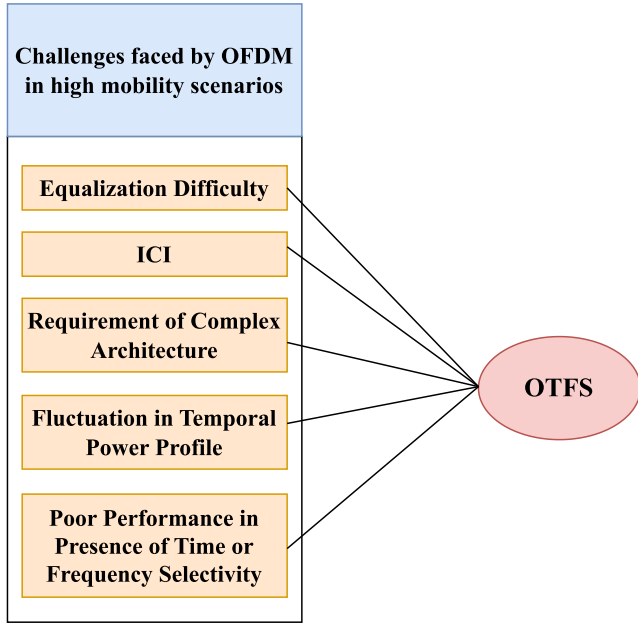 Challenges faced by OFDM
in high mobility scenarios
Equalization Difficulty
ICI
Requirement of Complex
Architecture
Fluctuation in Temporal
Power Profile
Poor Performance in
Presence of Time or
Frequency Selectivity
OTFS